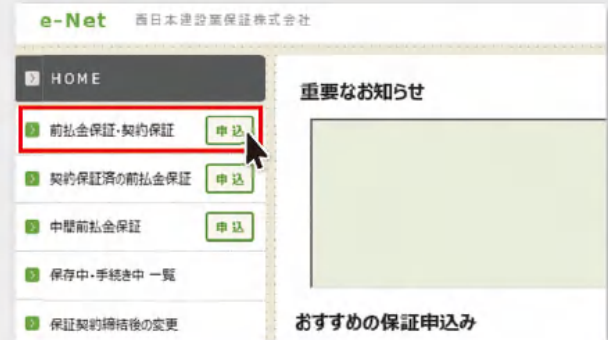 e-Net 西日本建設業保証株式会社
HOME
前払金保証・契約保証 申込
契約保証済の前払金保証 申込
中間前払金保証 申込
保存中・手続き中 一覧
保証契約締結後の変更
重要なお知らせ
おすすめの保証申込み